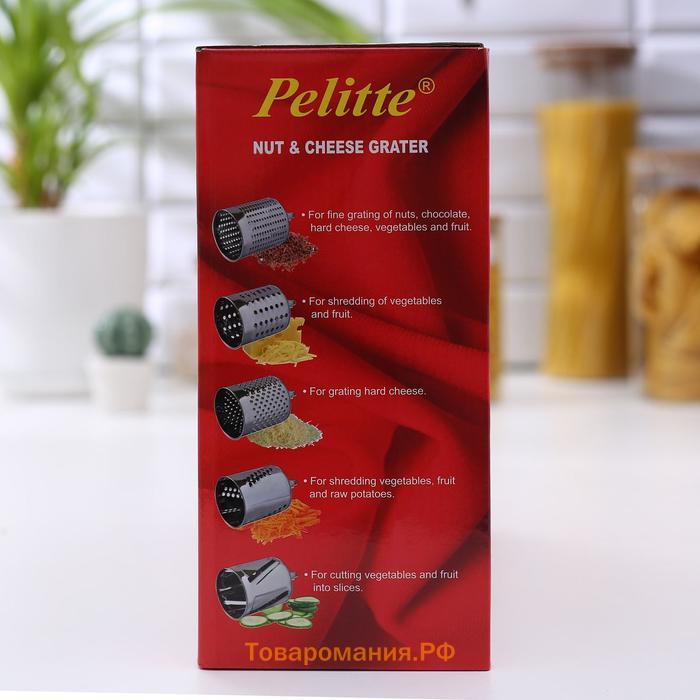 Pelitte®
NUT & CHEESE GRATER
• For fine grating of nuts, chocolate,
hard cheese, vegetables and fruit.
• For shredding of vegetables
and fruit.
• For grating hard cheese.
• For shredding vegetables, fruit
and raw potatoes.
• For cutting vegetables and fruit
into slices.
Товаромания.РФ